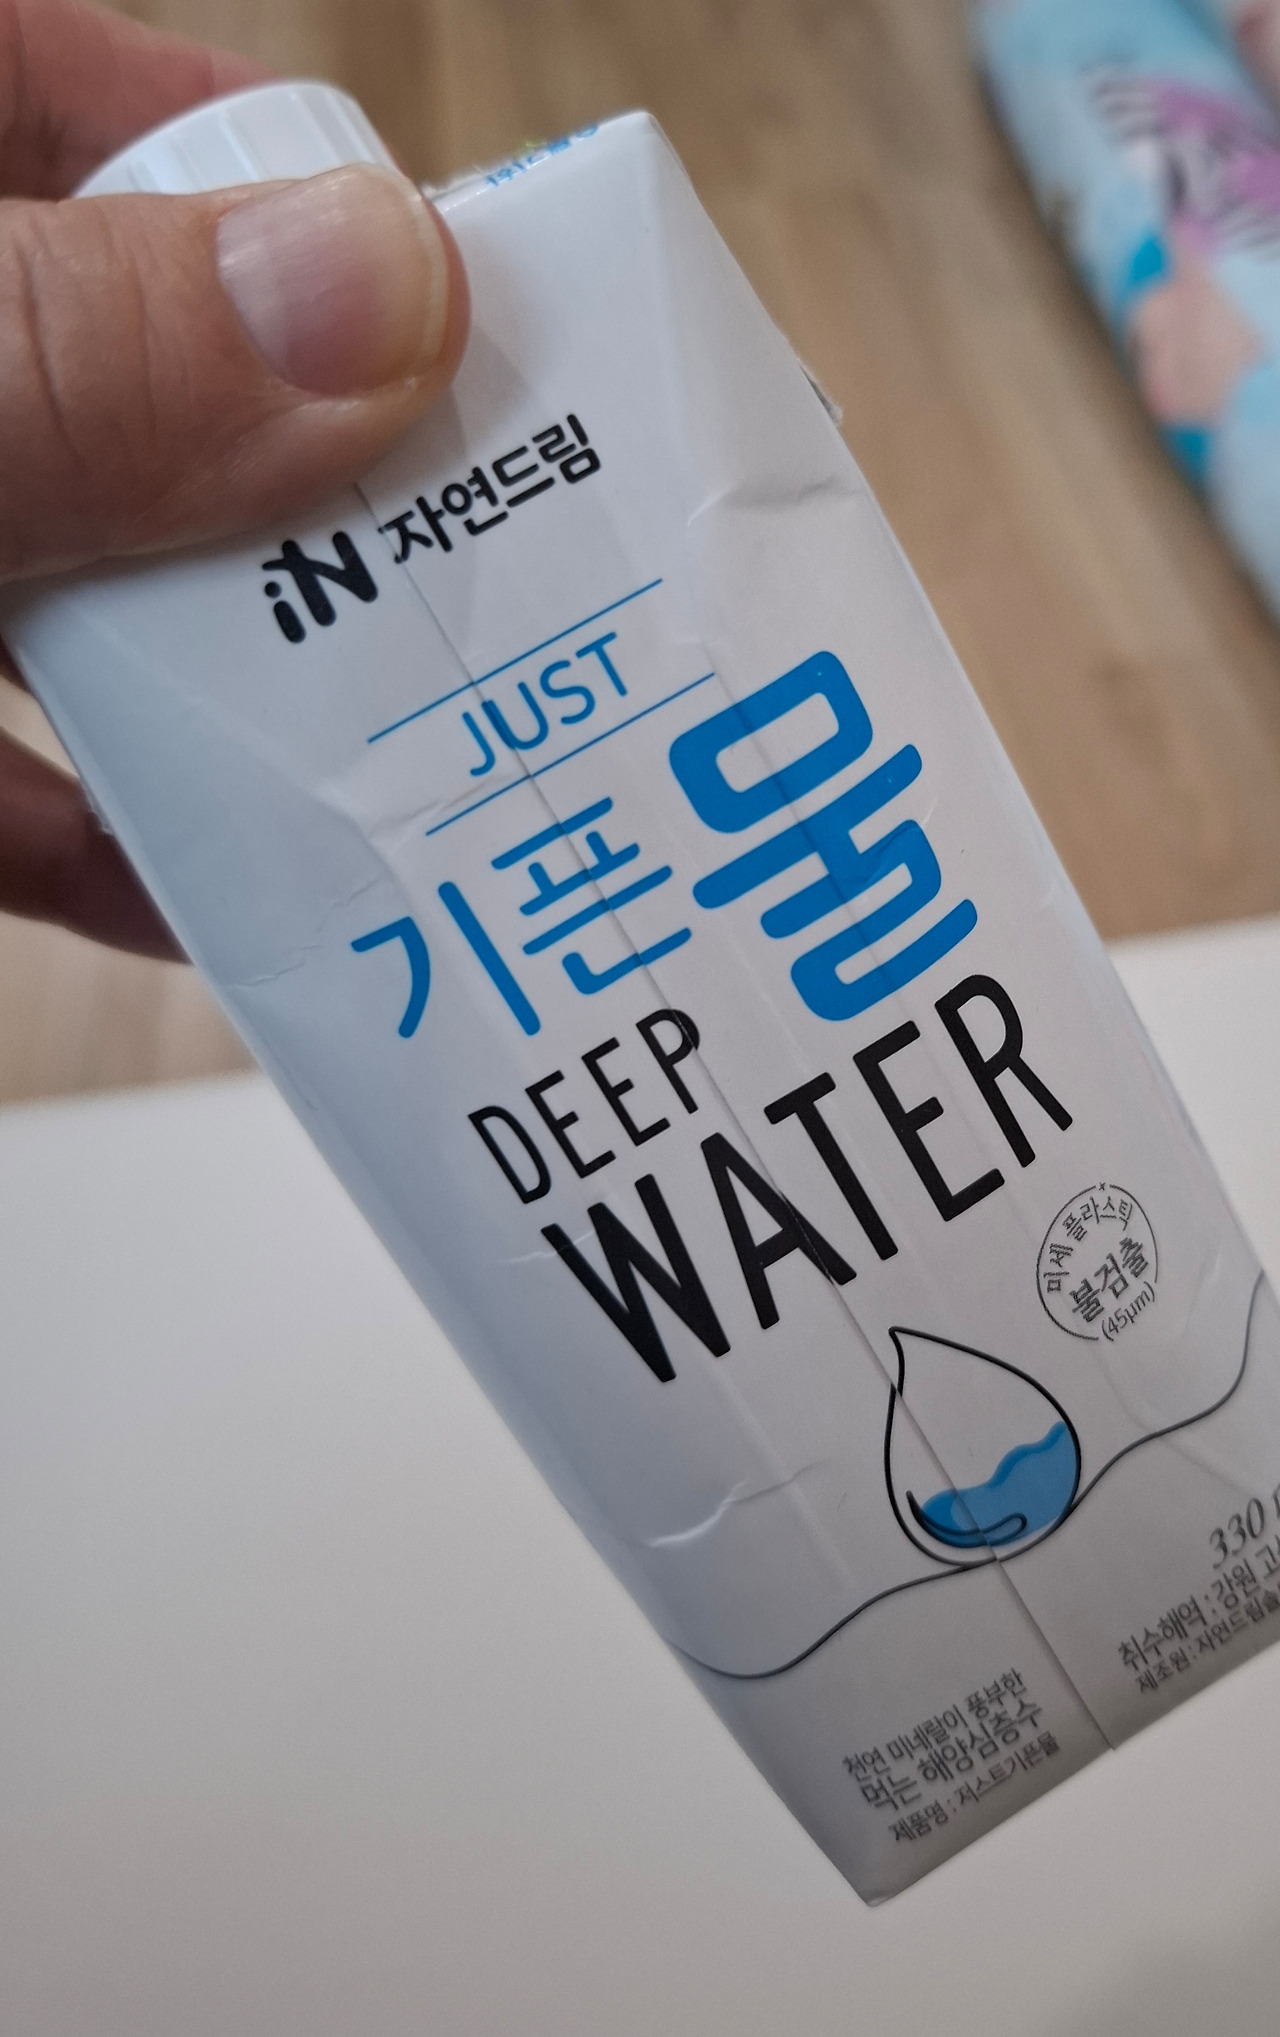 iN 자연드림
JUST
기픈물
DEEP
WATER
미세 플라스틱
불검출
(45μm)
330
취수해역 : 강원
제조원 : 자연드림
천연 미네랄이 풍부한
먹는 해양심층수
제품명 : 저스트기픈물